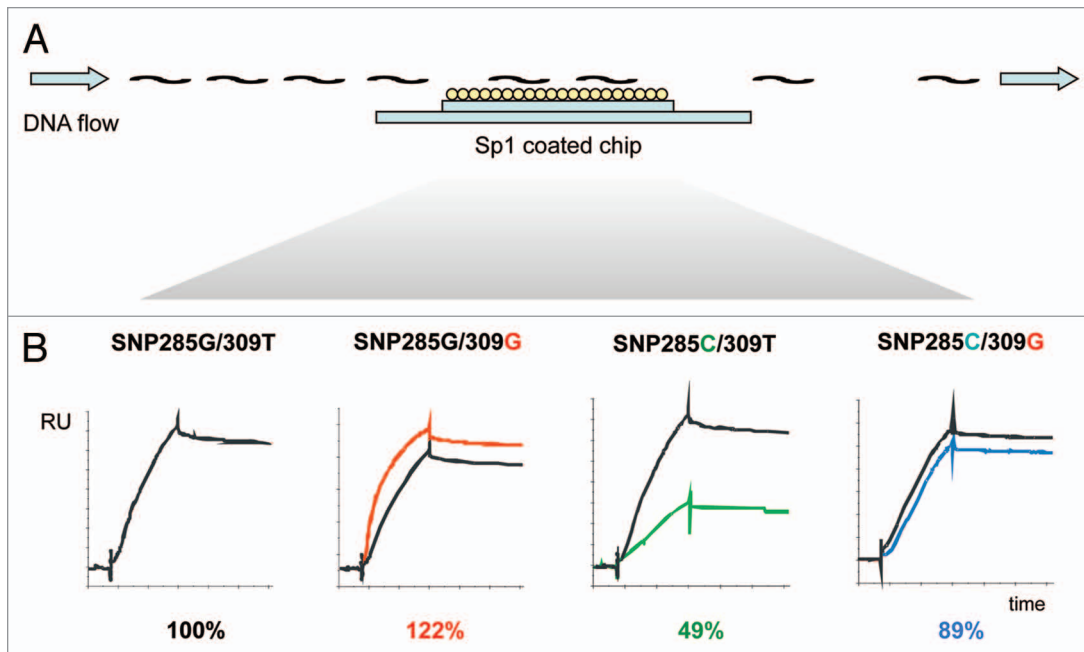 A
DNA flow
Sp1 coated chip
B
SNP285G/309T
SNP285G/309G
SNP285C/309T
SNP285C/309G
RU
time
100%
122%
49%
89%